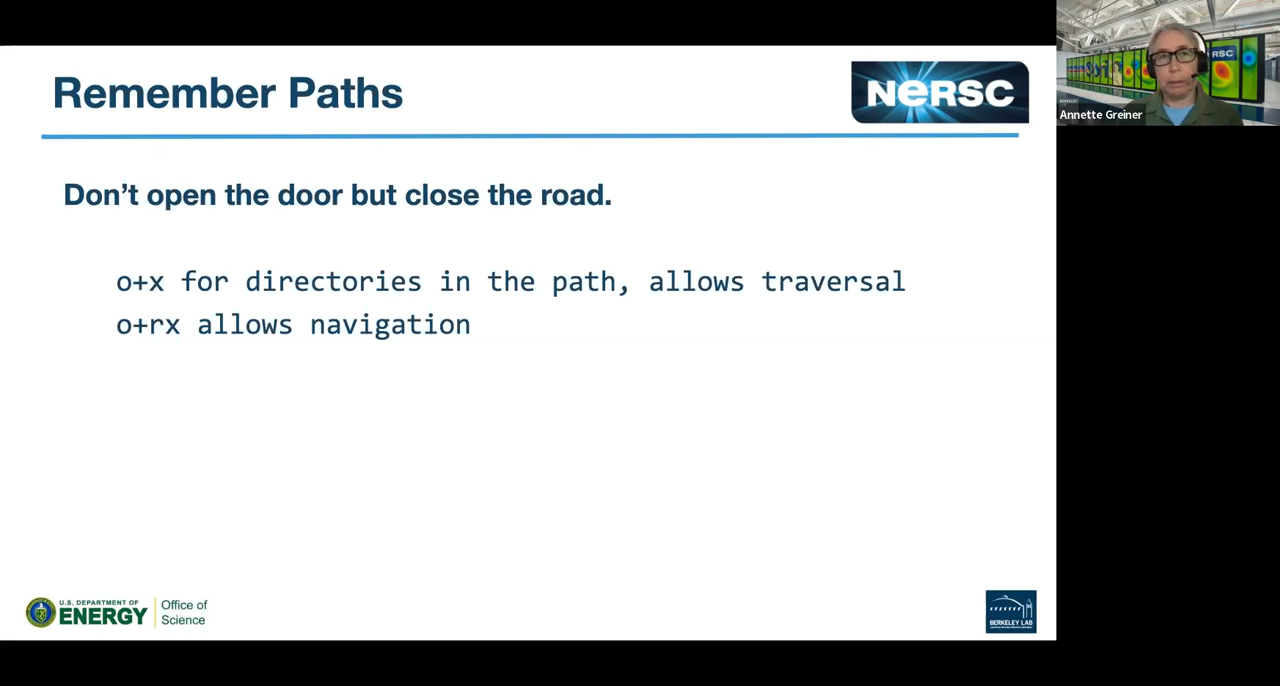 Remember Paths
NERSC
RSC
Annette Greiner
Don’t open the door but close the road.
o+x for directories in the path, allows traversal
o+rx allows navigation
U.S. DEPARTMENT OF
ENERGY
Office of
Science
BERKELEY LAB